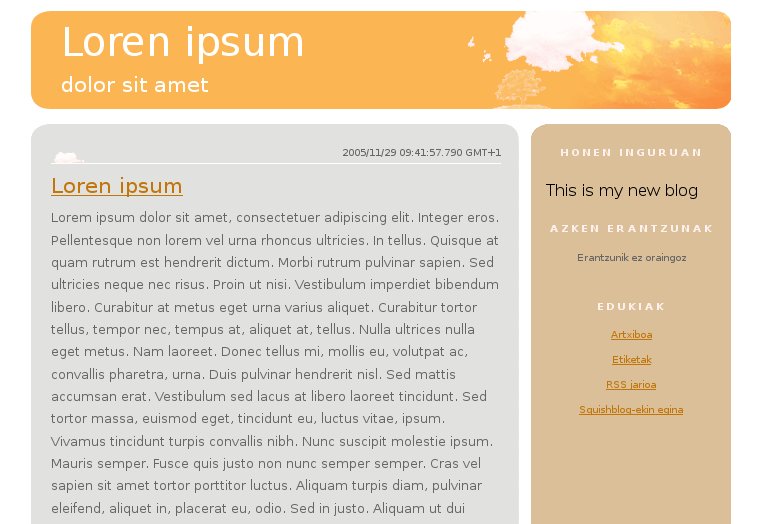 Loren ipsum
dolor sit amet
2005/11/29 09:41:57.790 GMT+1
Loren ipsum
Lorem ipsum dolor sit amet, consectetuer adipiscing elit. Integer eros.
Pellentesque non lorem vel urna rhoncus ultricies. In tellus. Quisque at
quam rutrum est hendrerit dictum. Morbi rutrum pulvinar sapien. Sed
ultricies neque nec risus. Proin ut nisi. Vestibulum imperdiet bibendum
libero. Curabitur at metus eget urna varius aliquet. Curabitur tortor
tellus, tempor nec, tempus at, aliquet at, tellus. Nulla ultrices nulla
eget metus. Nam laoreet. Donec tellus mi, mollis eu, volutpat ac,
convallis pharetra, urna. Duis pulvinar hendrerit nisl. Sed mattis
accumsan erat. Vestibulum sed lacus at libero laoreet tincidunt. Sed
tortor massa, euismod eget, tincidunt eu, luctus vitae, ipsum.
Vivamus tincidunt turpis convallis nibh. Nunc suscipit molestie ipsum.
Mauris semper. Fusce quis justo non nunc semper semper. Cras vel
sapien sit amet tortor porttitor luctus. Aliquam turpis diam, pulvinar
eleifend, aliquet in, placerat eu, odio. Sed in justo. Aliquam ut dui
HONEN INGURUAN
This is my new blog
AZKEN ERANTZUNAK
Erantzunik ez oraingoz
EDUKIAK
Artxiboa
Etiketak
RSS jarioa
Squishblog-ekin egina